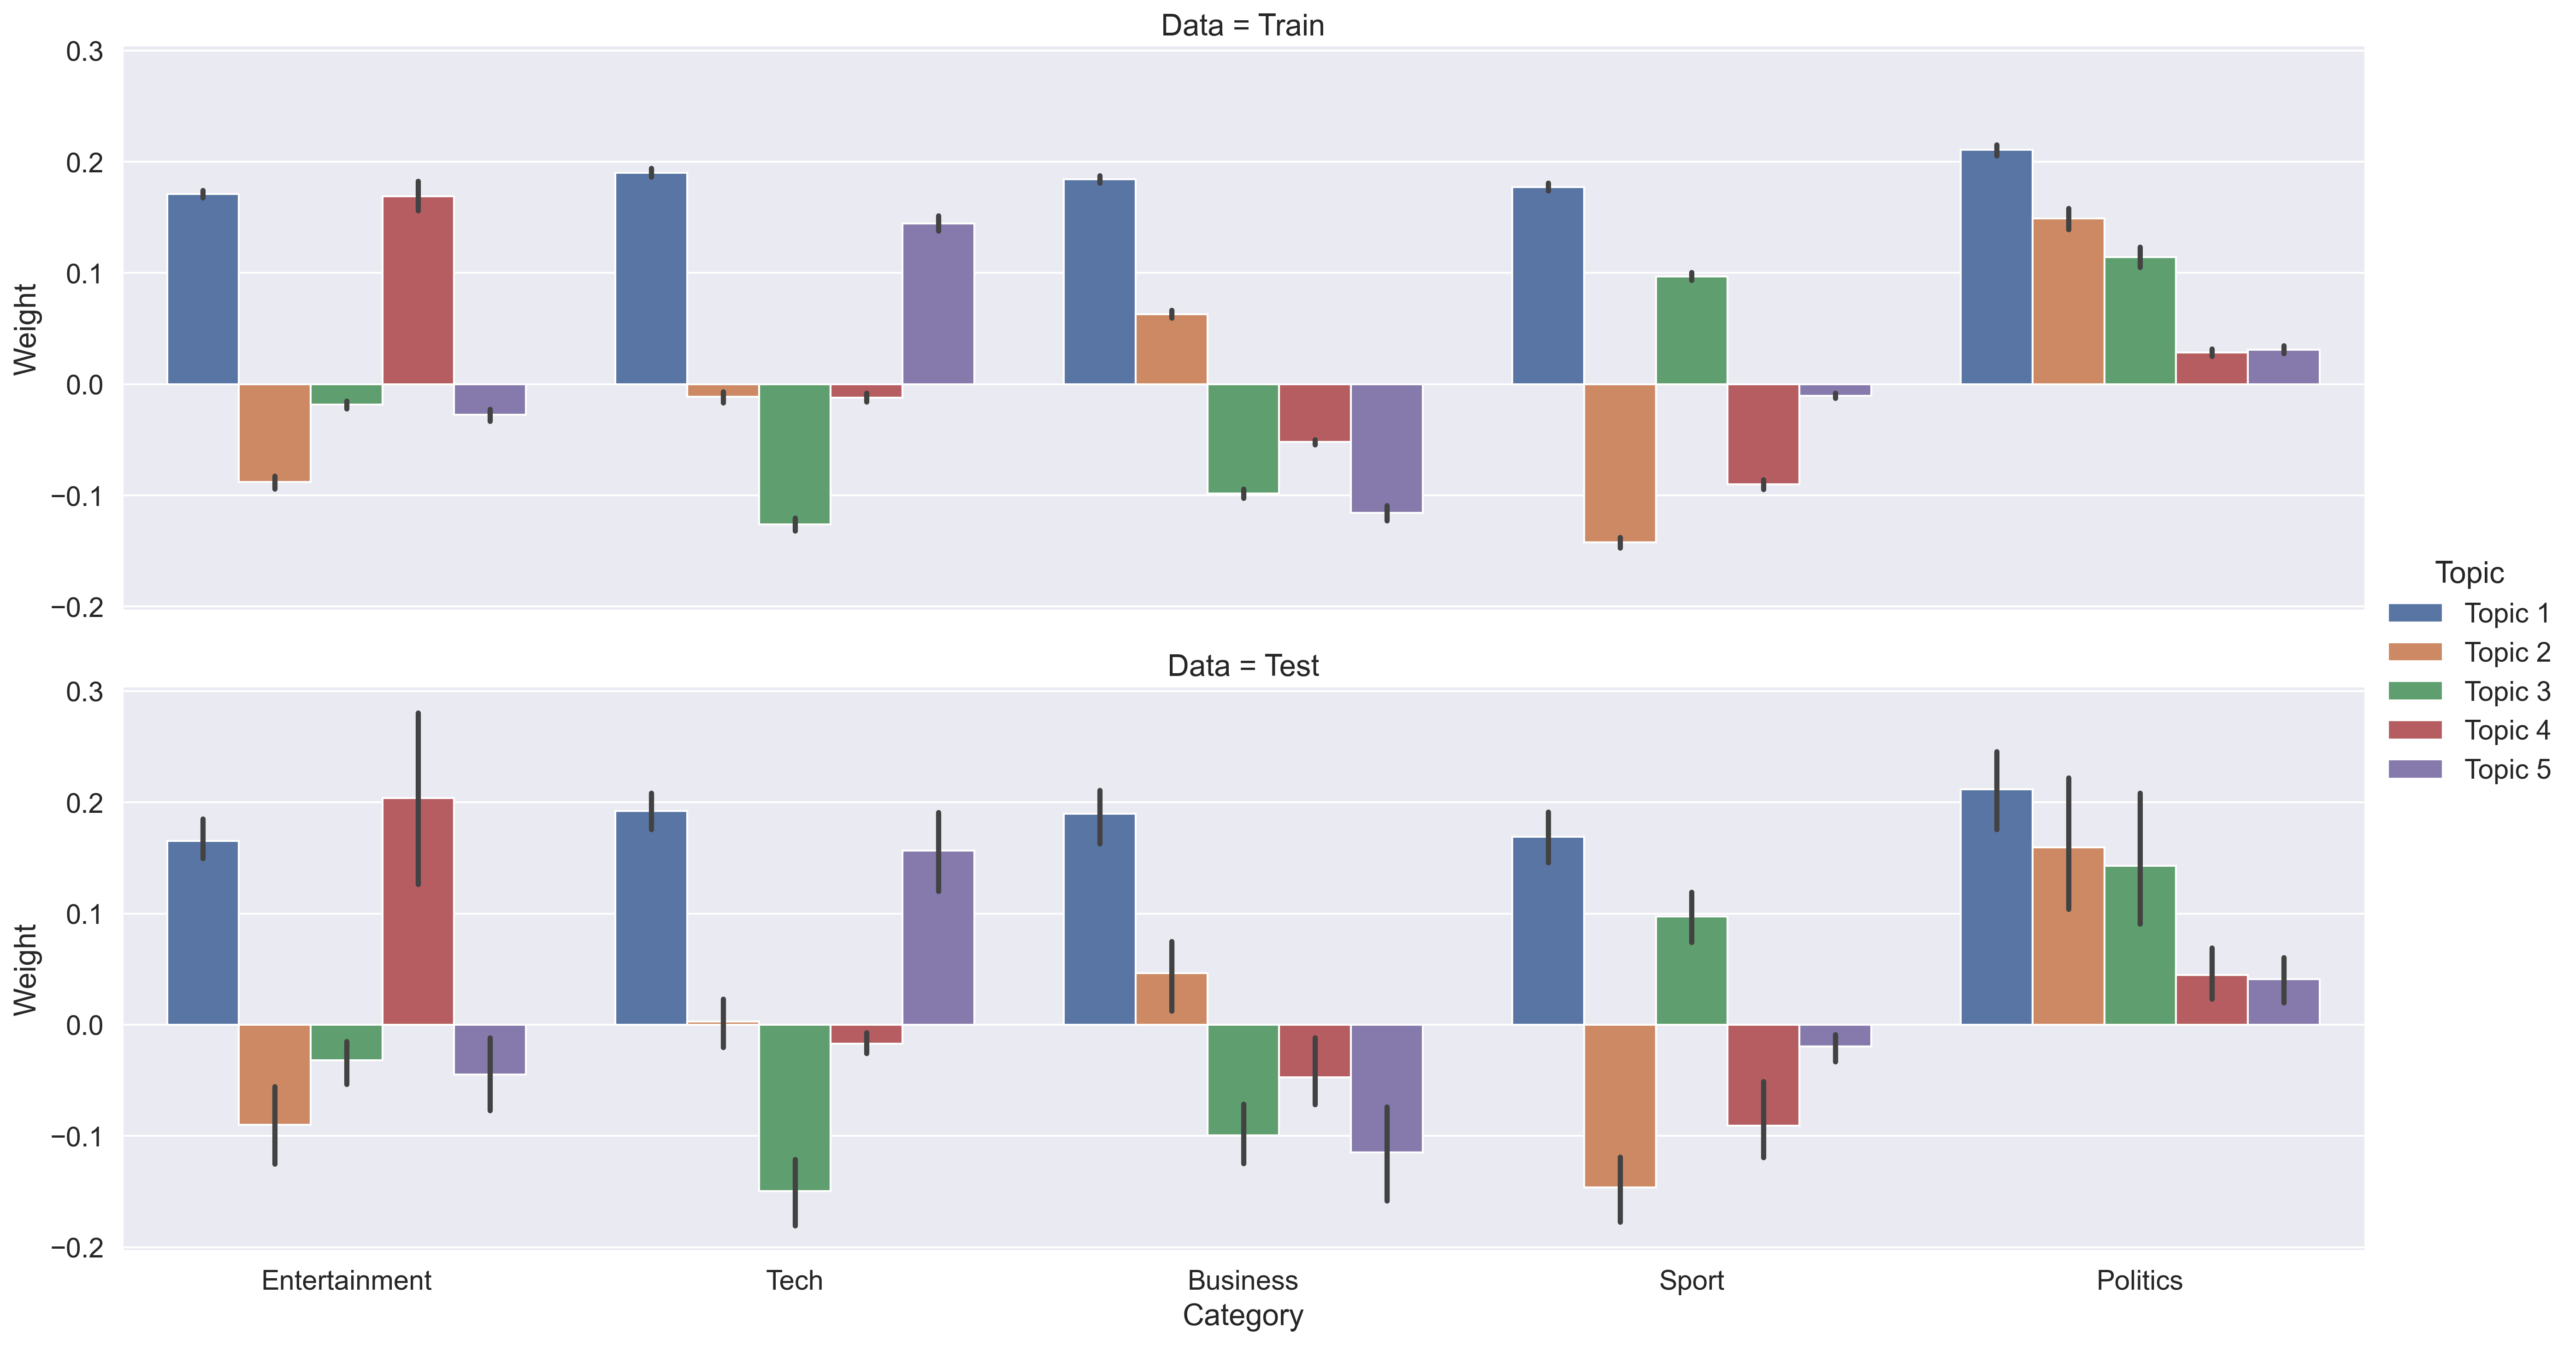 Data = Train
0.3
0.2
0.1
0.0
−0.1
−0.2
Weight
Data = Test
0.3
0.2
0.1
0.0
−0.1
−0.2
Weight
Entertainment
Tech
Business
Sport
Politics
Category
Topic
Topic 1
Topic 2
Topic 3
Topic 4
Topic 5